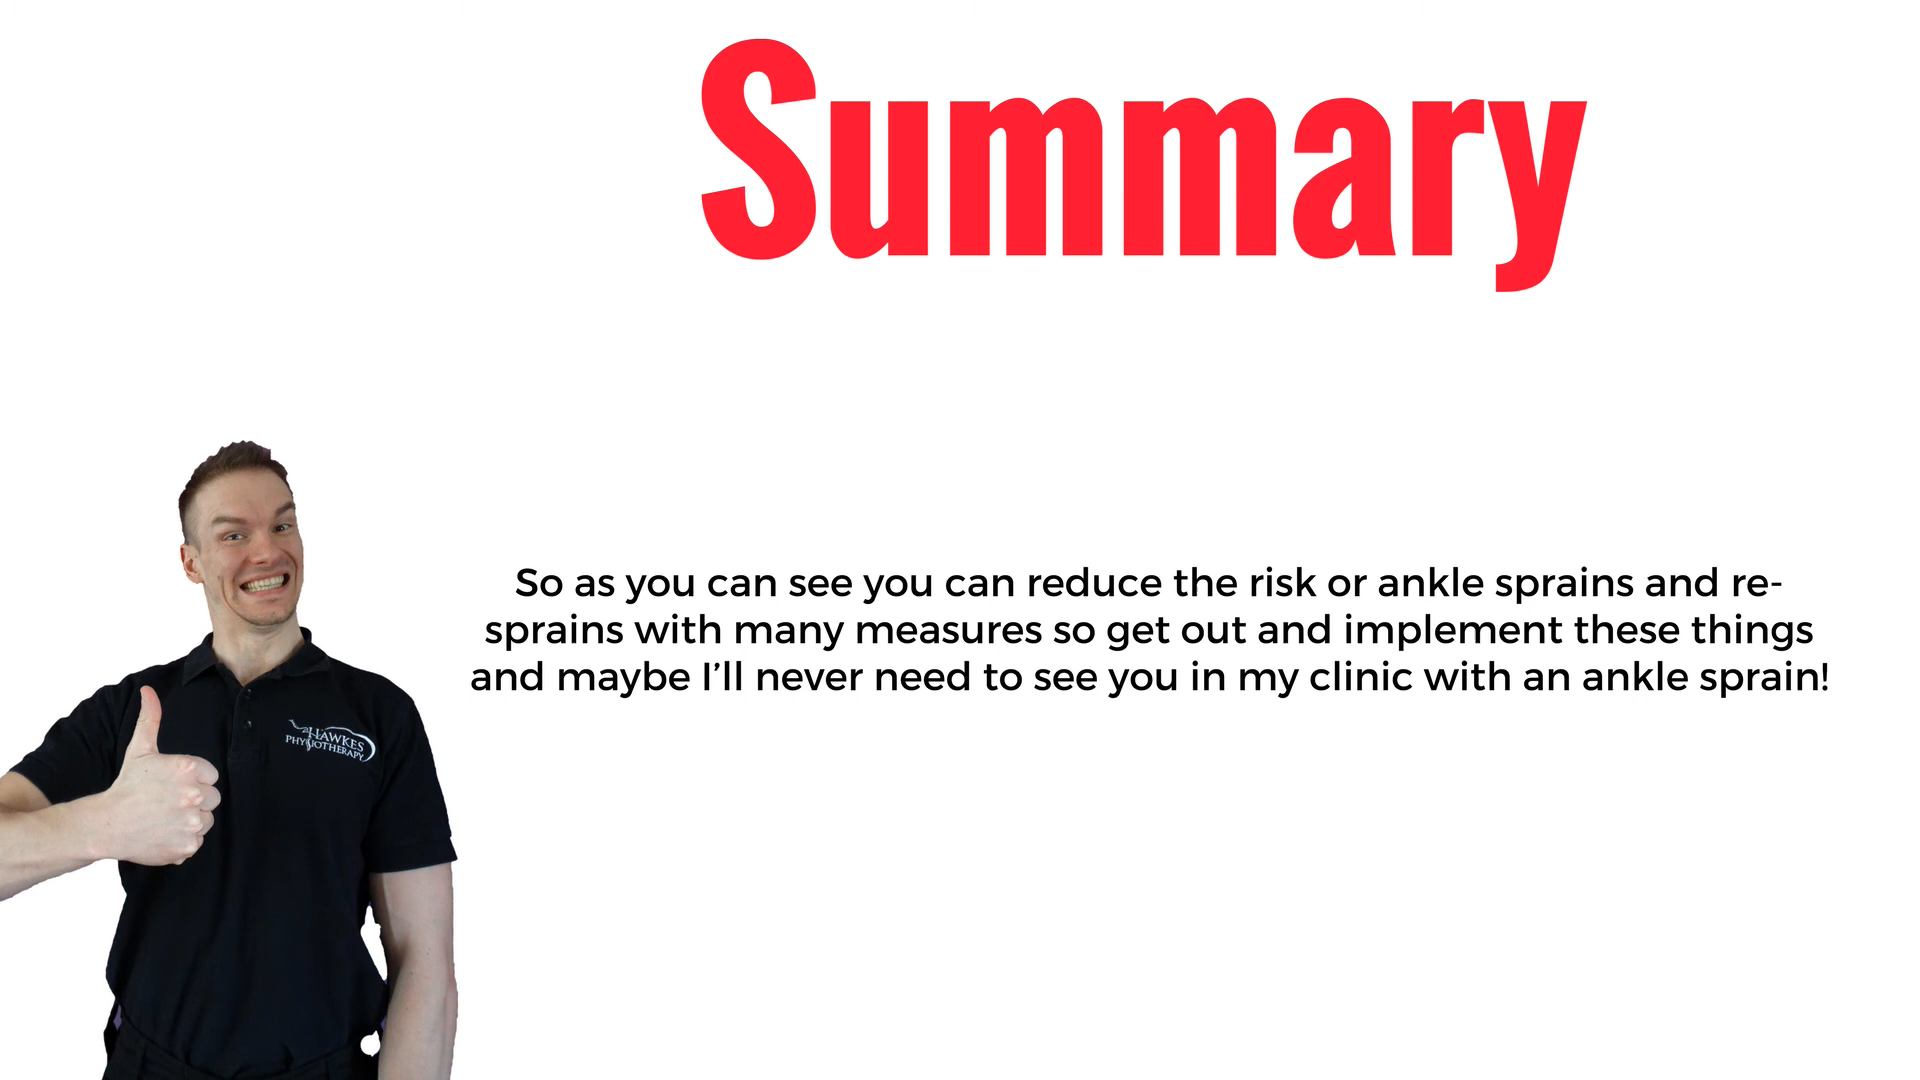 Summary
So as you can see you can reduce the risk or ankle sprains and re-
sprains with many measures so get out and implement these things
and maybe I’ll never need to see you in my clinic with an ankle sprain!
HAWKES
PHYSIOTHERAPY